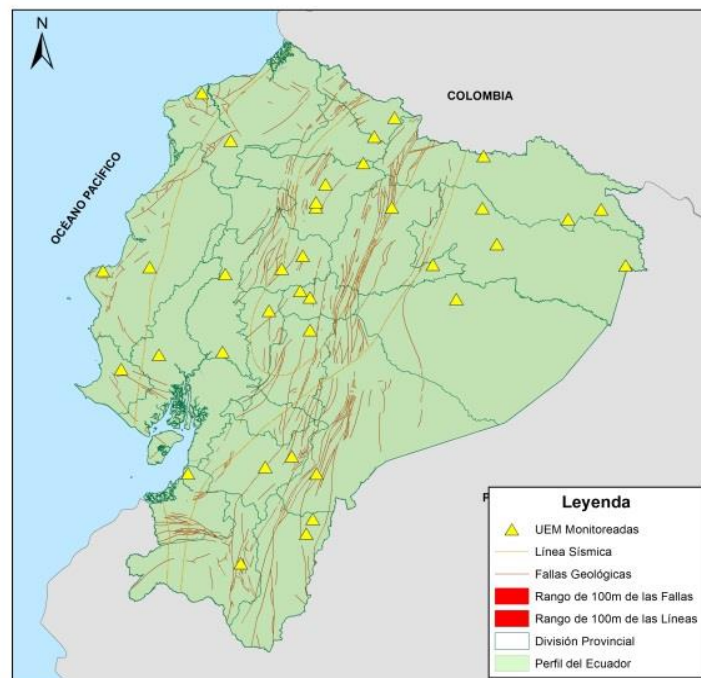 N
COLOMBIA
OCÉANO PACÍFICO
P
Leyenda
UEM Monitoreadas
Línea Sísmica
Fallas Geológicas
Rango de 100m de las Fallas
Rango de 100m de las Líneas
División Provincial
Perfil del Ecuador